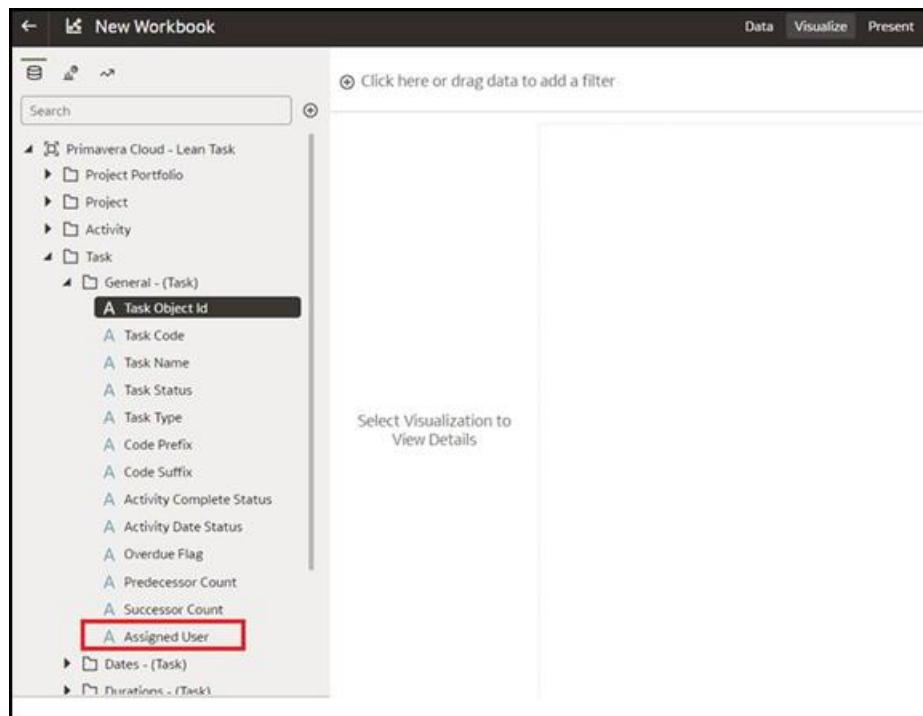 New Workbook
Data Visualize Present
Click here or drag data to add a filter
Search
Primavera Cloud - Lean Task
Project Portfolio
Project
Activity
Task
General - (Task)
A Task Object Id
A Task Code
A Task Name
A Task Status
A Task Type
A Code Prefix
A Code Suffix
A Activity Complete Status
A Activity Date Status
A Overdue Flag
A Predecessor Count
A Successor Count
A Assigned User
Dates - (Task)
Durations - (Task)
Select Visualization to
View Details